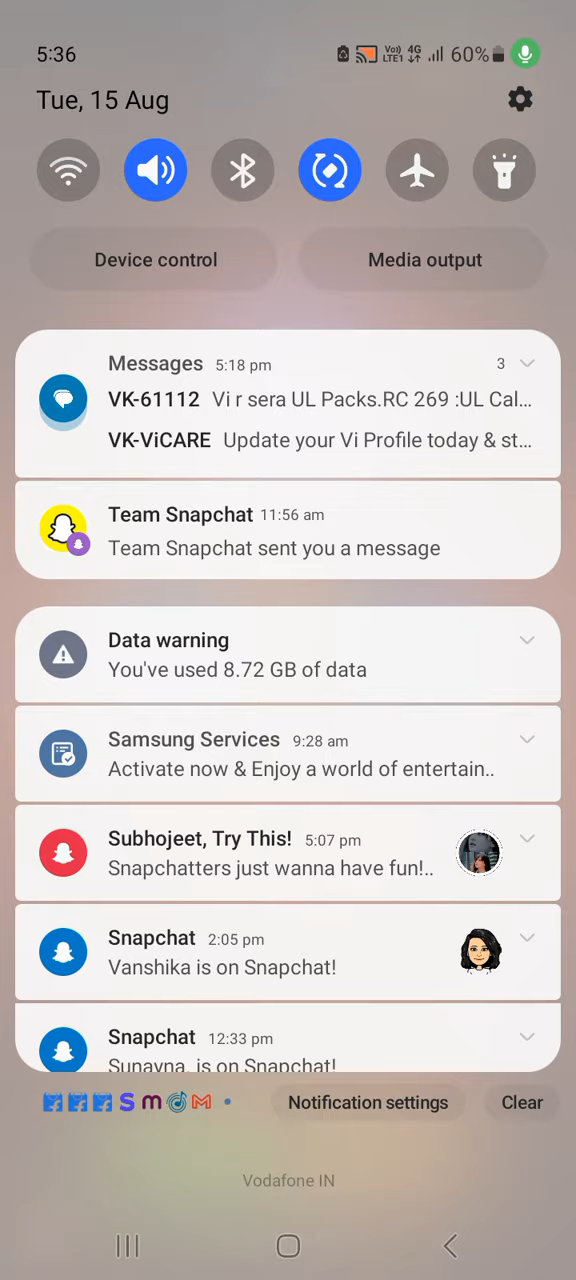 5:36
Vo)) LTE1 4G 60%
Tue, 15 Aug
Device control
Media output
Messages 5:18 pm 3
VK-61112 Vi r sera UL Packs.RC 269 :UL Cal...
VK-ViCARE Update your Vi Profile today & st...
Team Snapchat 11:56 am
Team Snapchat sent you a message
Data warning
You've used 8.72 GB of data
Samsung Services 9:28 am
Activate now & Enjoy a world of entertain..
Subhojeet, Try This! 5:07 pm
Snapchatters just wanna have fun!..
Snapchat 2:05 pm
Vanshika is on Snapchat!
Snapchat 12:33 pm
Sunayna, is on Snapchat!
S m M Notification settings Clear
Vodafone IN